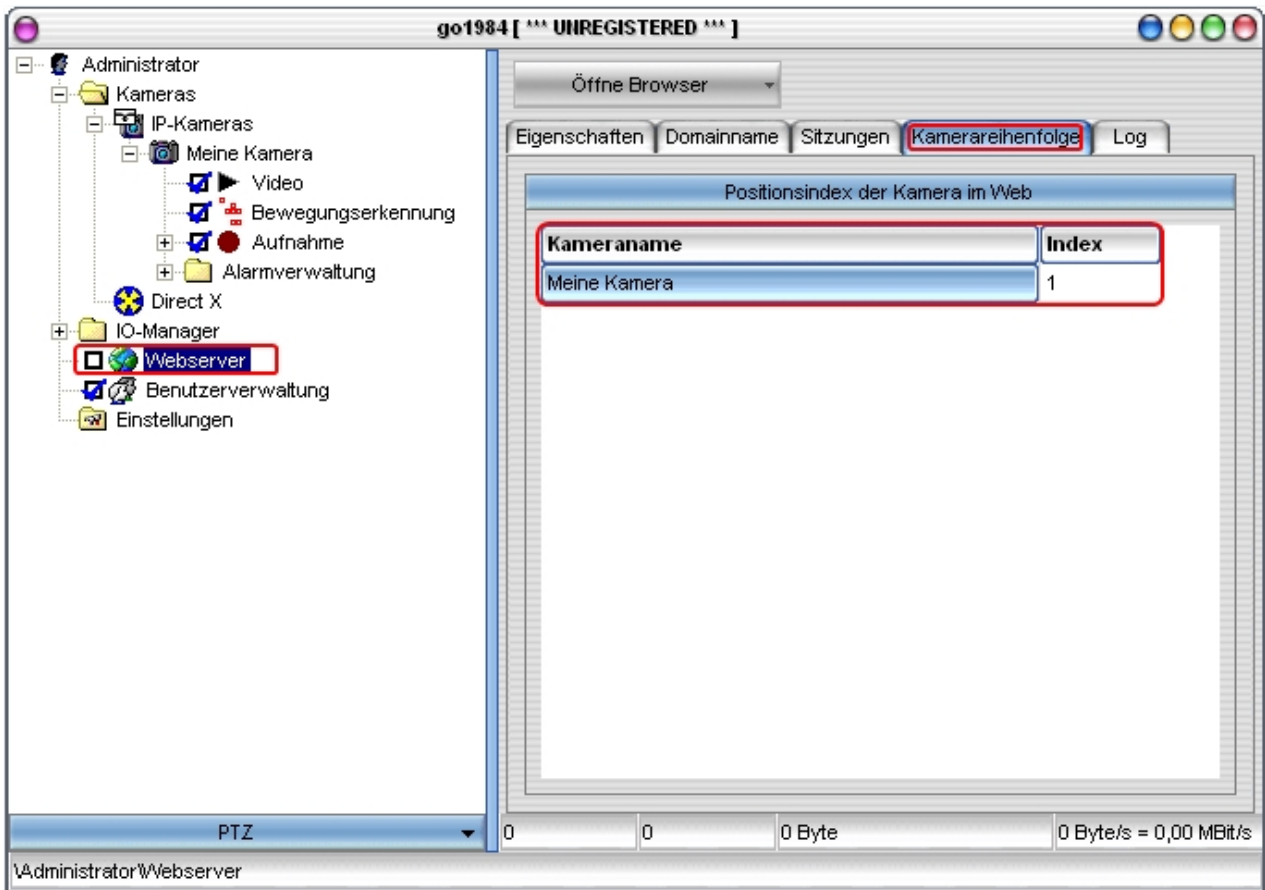 go1984 [ *** UNREGISTERED *** ]
Administrator
Kameras
IP-Kameras
Meine Kamera
Video
Bewegungserkennung
Aufnahme
Alarmverwaltung
Direct X
IO-Manager
Webserver
Benutzerverwaltung
Einstellungen
PTZ
Öffne Browser
Eigenschaften Domainname Sitzungen Kamerareihenfolge Log
Positionsindex der Kamera im Web
Kameraname Index
Meine Kamera 1
0 0 0 Byte 0 Byte/s = 0,00 MBit/s
\Administrator\Webserver